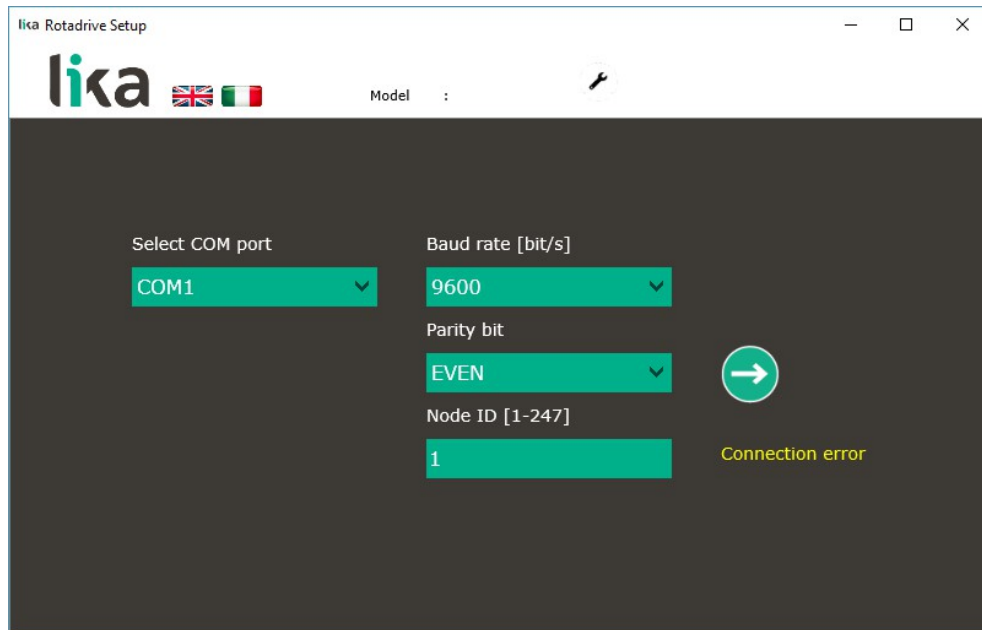 lika Rotadrive Setup
lika
Model :
Select COM port
COM1
Baud rate [bit/s]
9600
Parity bit
EVEN
Node ID [1-247]
1
Connection error